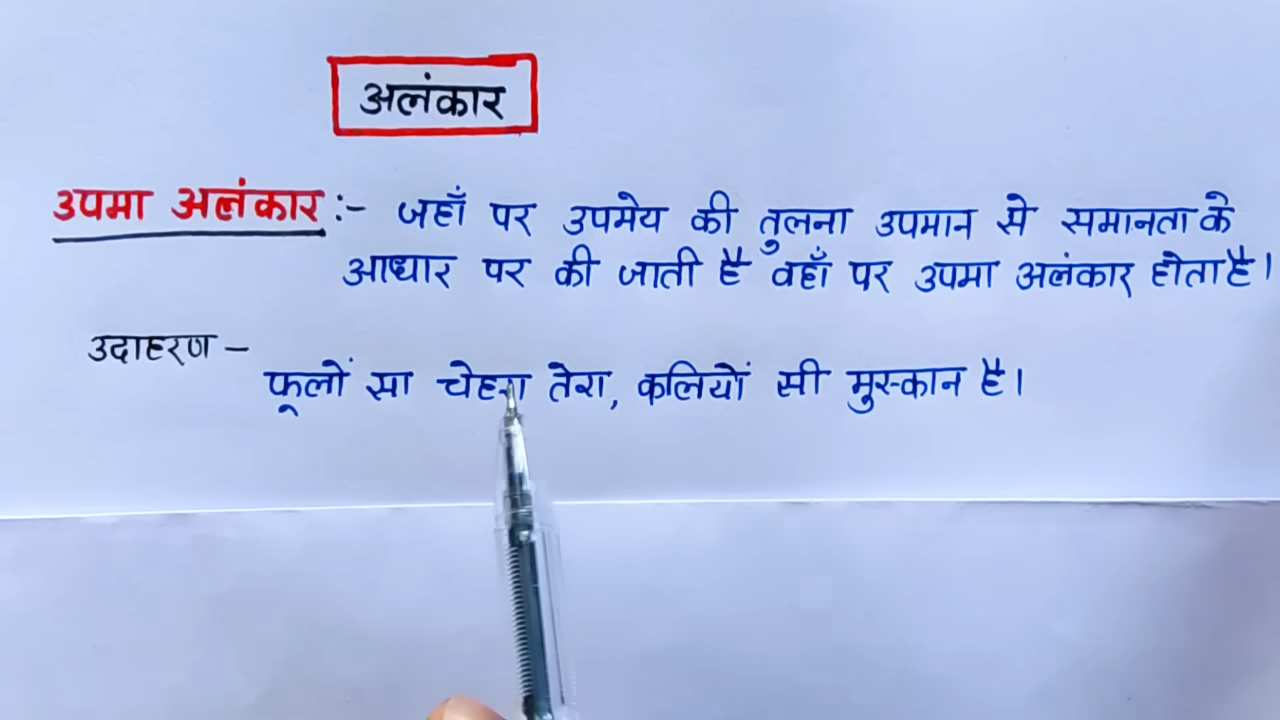 अलंकार
उपमा अलंकार :- जहाँ पर उपमेय की तुलना उपमान से समानता के
आधार पर की जाती है वहाँ पर उपमा अलंकार होता है।
उदाहरण –
फूलों सा चेहरा तेरा, कलियों सी मुस्कान है।